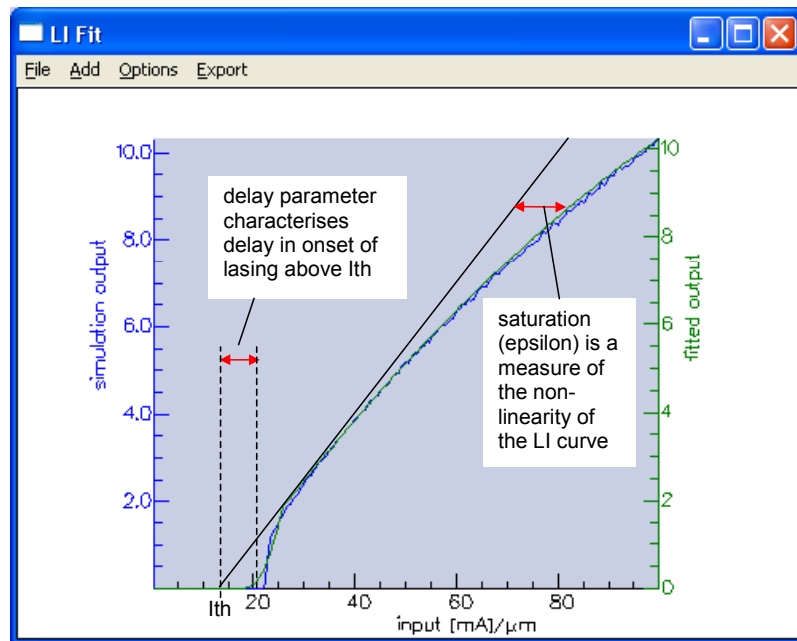 LI Fit
File Add Options Export
10.0
8.0
6.0
4.0
2.0
simulation output
delay parameter
characterises
delay in onset of
lasing above Ith
saturation
(epsilon) is a
measure of
the non-
linearity of
the LI curve
10
8
6
4
2
0
fitted output
Ith
20
40
60
80
input [mA]/µm